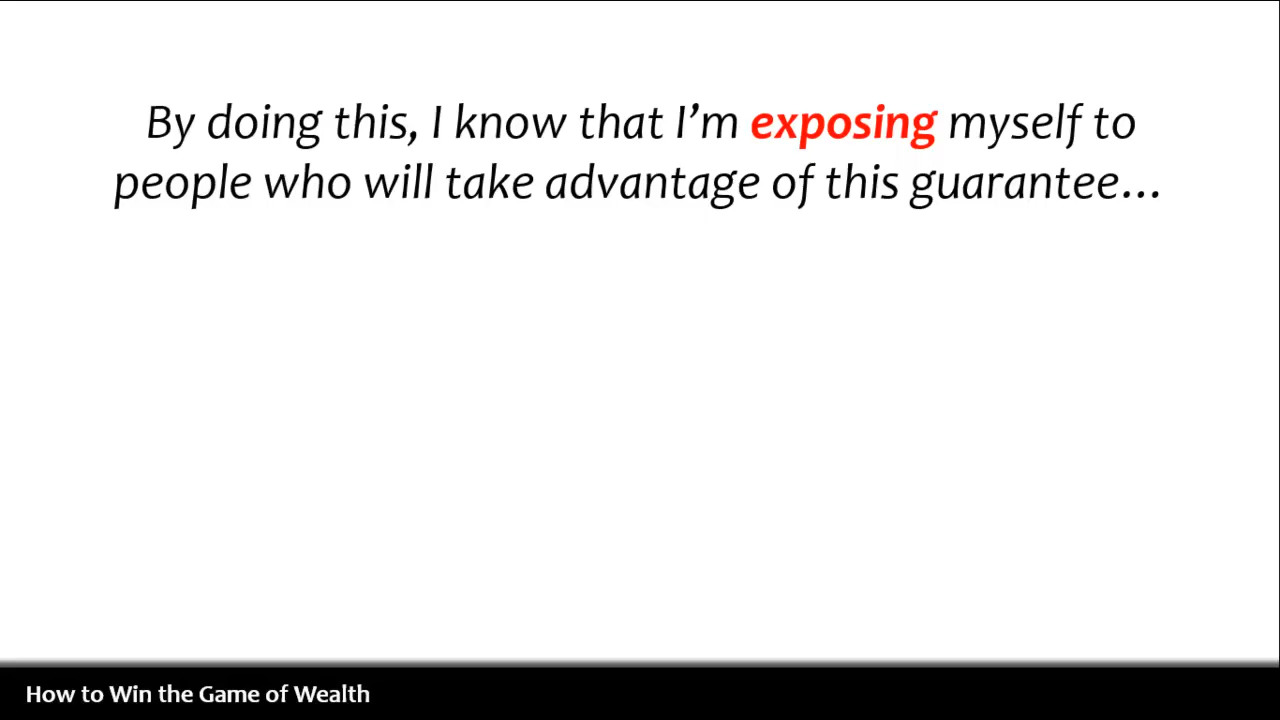 By doing this, I know that I’m exposing myself to
people who will take advantage of this guarantee…
How to Win the Game of Wealth